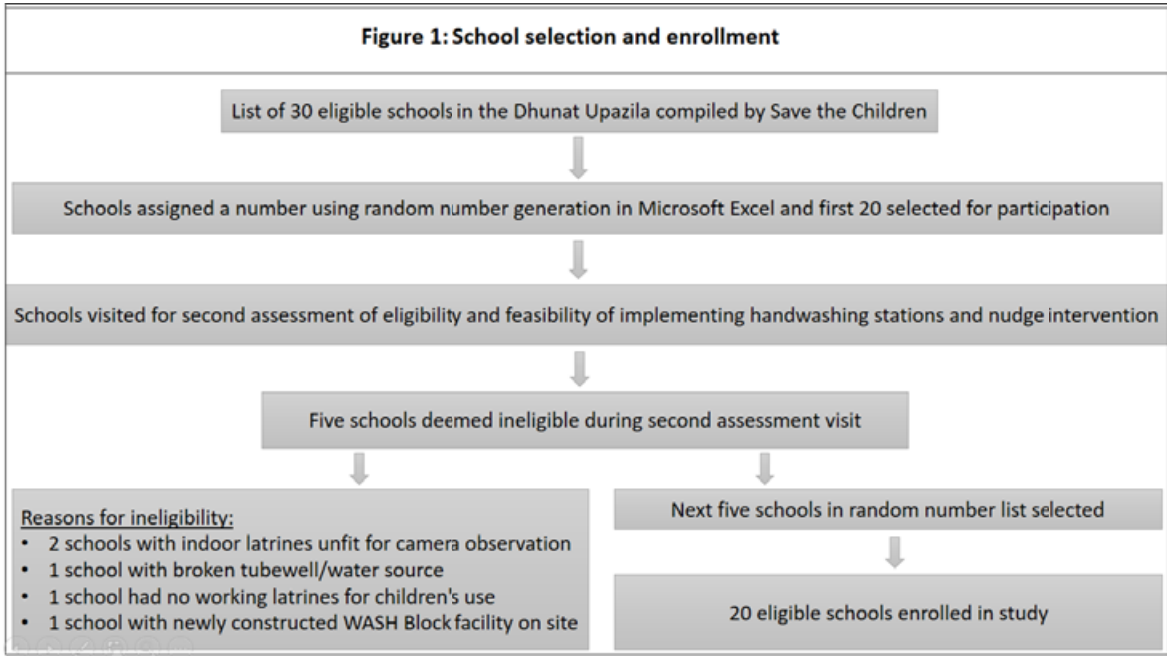 Figure 1: School selection and enrollment
List of 30 eligible schools in the Dhunat Upazila compiled by Save the Children
Schools assigned a number using random number generation in Microsoft Excel and first 20 selected for participation
Schools visited for second assessment of eligibility and feasibility of implementing handwashing stations and nudge intervention
Five schools deemed ineligible during second assessment visit
Reasons for ineligibility:
• 2 schools with indoor latrines unfit for camera observation
• 1 school with broken tubewell/water source
• 1 school had no working latrines for children's use
• 1 school with newly constructed WASH Block facility on site
Next five schools in random number list selected
20 eligible schools enrolled in study